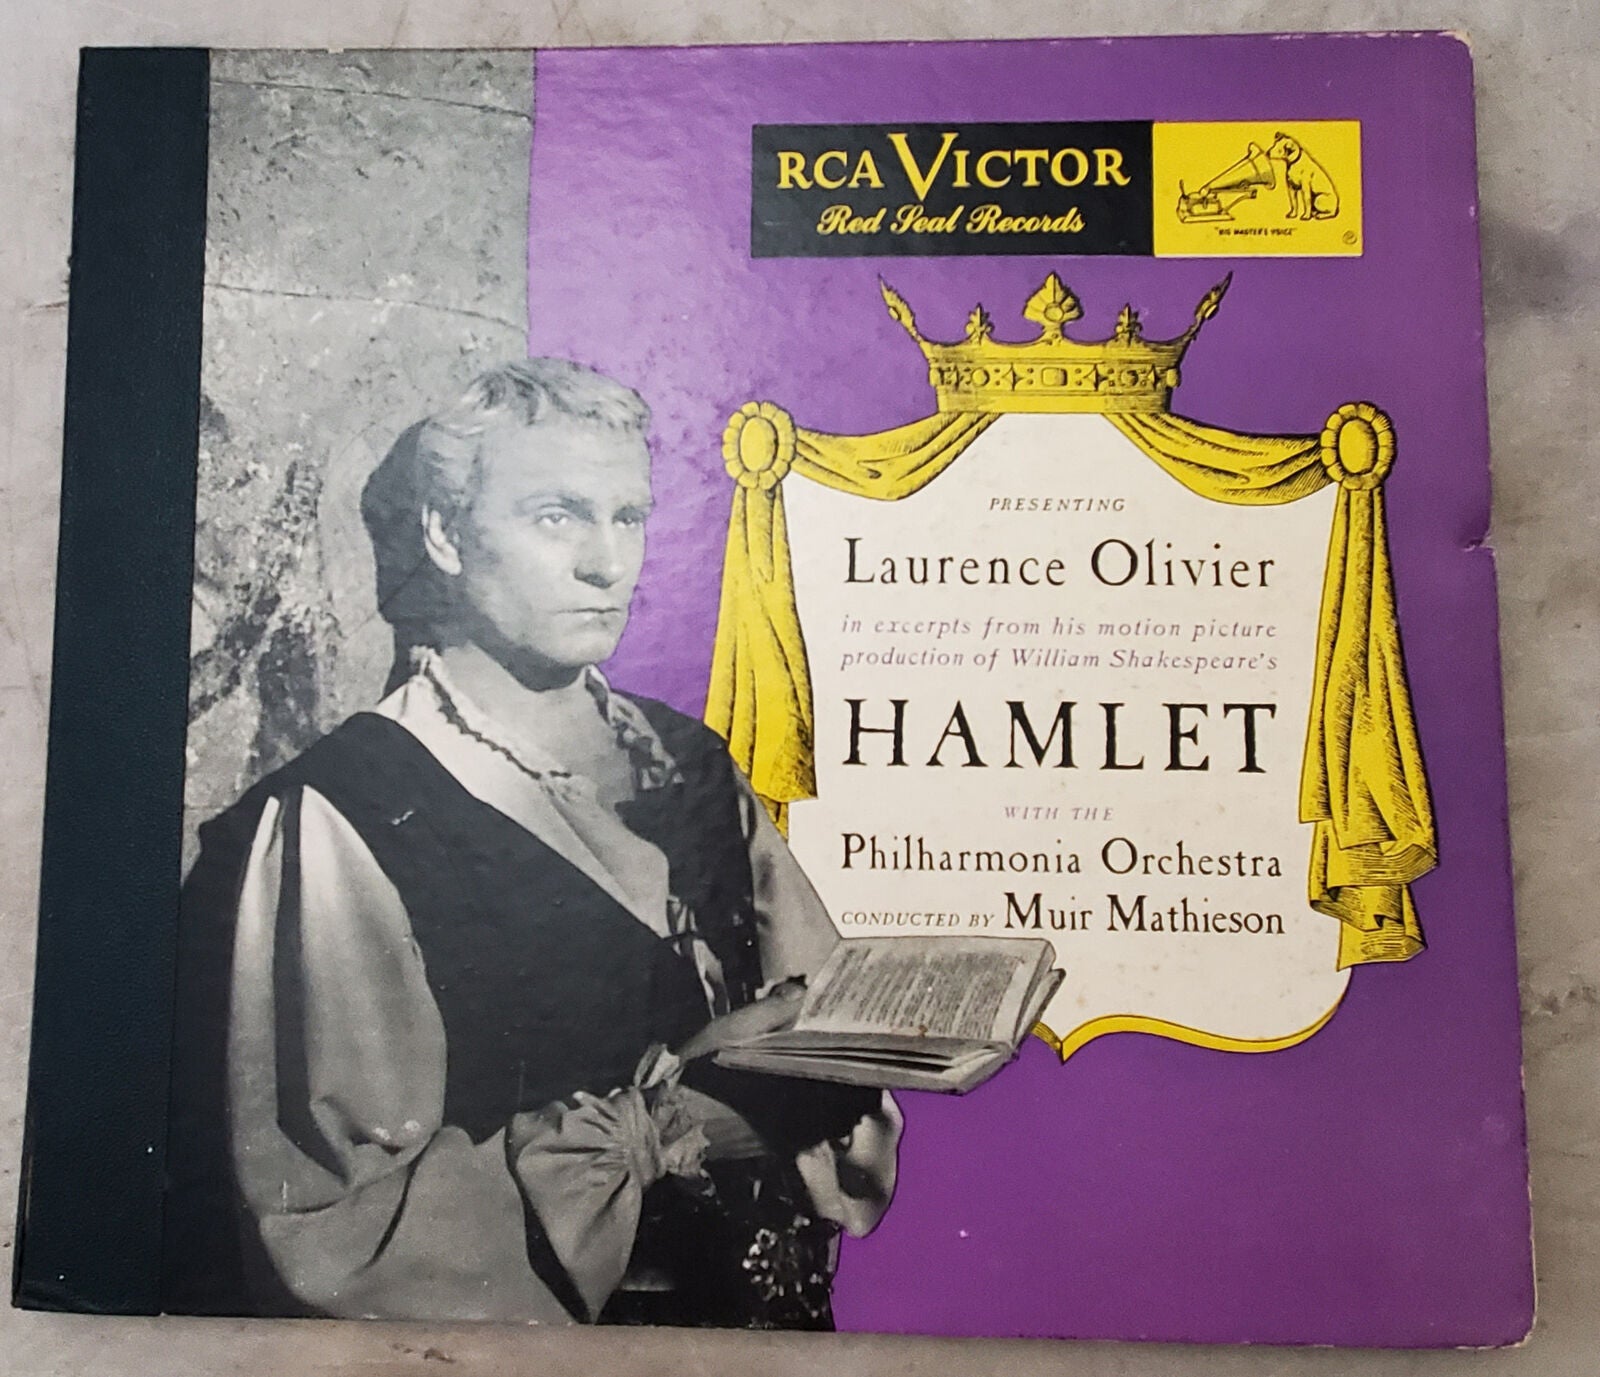 RCA VICTOR
Red Seal Records
"HIS MASTER'S VOICE"
PRESENTING
Laurence Olivier
in excerpts from his motion picture
production of William Shakespeare's
HAMLET
WITH THE
Philharmonia Orchestra
CONDUCTED BY Muir Mathieson